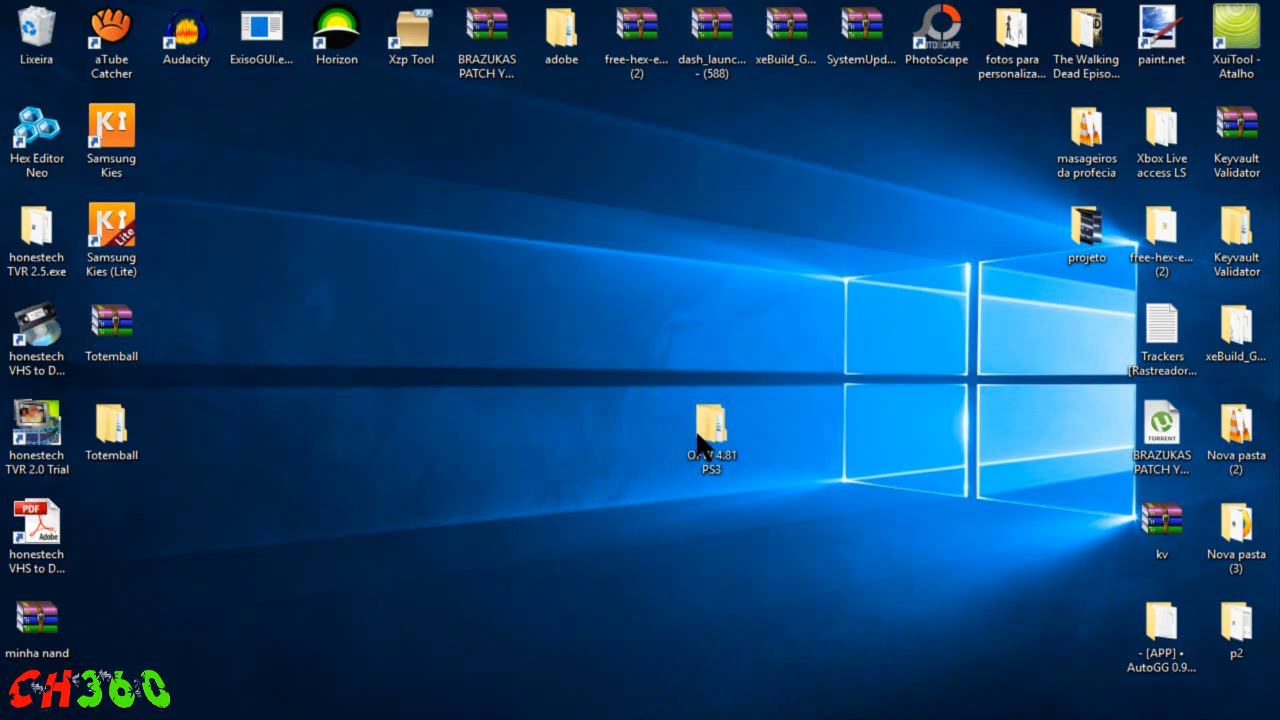 Lixeira
aTube
Catcher
Audacity
ExisoGUI.e...
Horizon
Xzp Tool
BRAZUKAS
PATCH Y...
adobe
free-hex-e...
(2)
dash_launc...
- (588)
xeBuild_G...
SystemUpd...
PhotoScape
fotos para
personaliza...
The Walking
Dead Episo...
paint.net
XuiTool -
Atalho
Hex Editor
Neo
Samsung
Kies
masageiros
da profecia
Xbox Live
access LS
Keyvault
Validator
honestech
TVR 2.5.exe
Samsung
Kies (Lite)
projeto
free-hex-e...
(2)
Keyvault
Validator
honestech
VHS to D...
Totemball
Trackers
[Rastreador...
xeBuild_G...
honestech
TVR 2.0 Trial
Totemball
4.81
PS3
BRAZUKAS
PATCH Y...
Nova pasta
(2)
honestech
VHS to D...
kv
Nova pasta
(3)
minha nand
- [APP] •
AutoGG 0.9...
p2
CH360